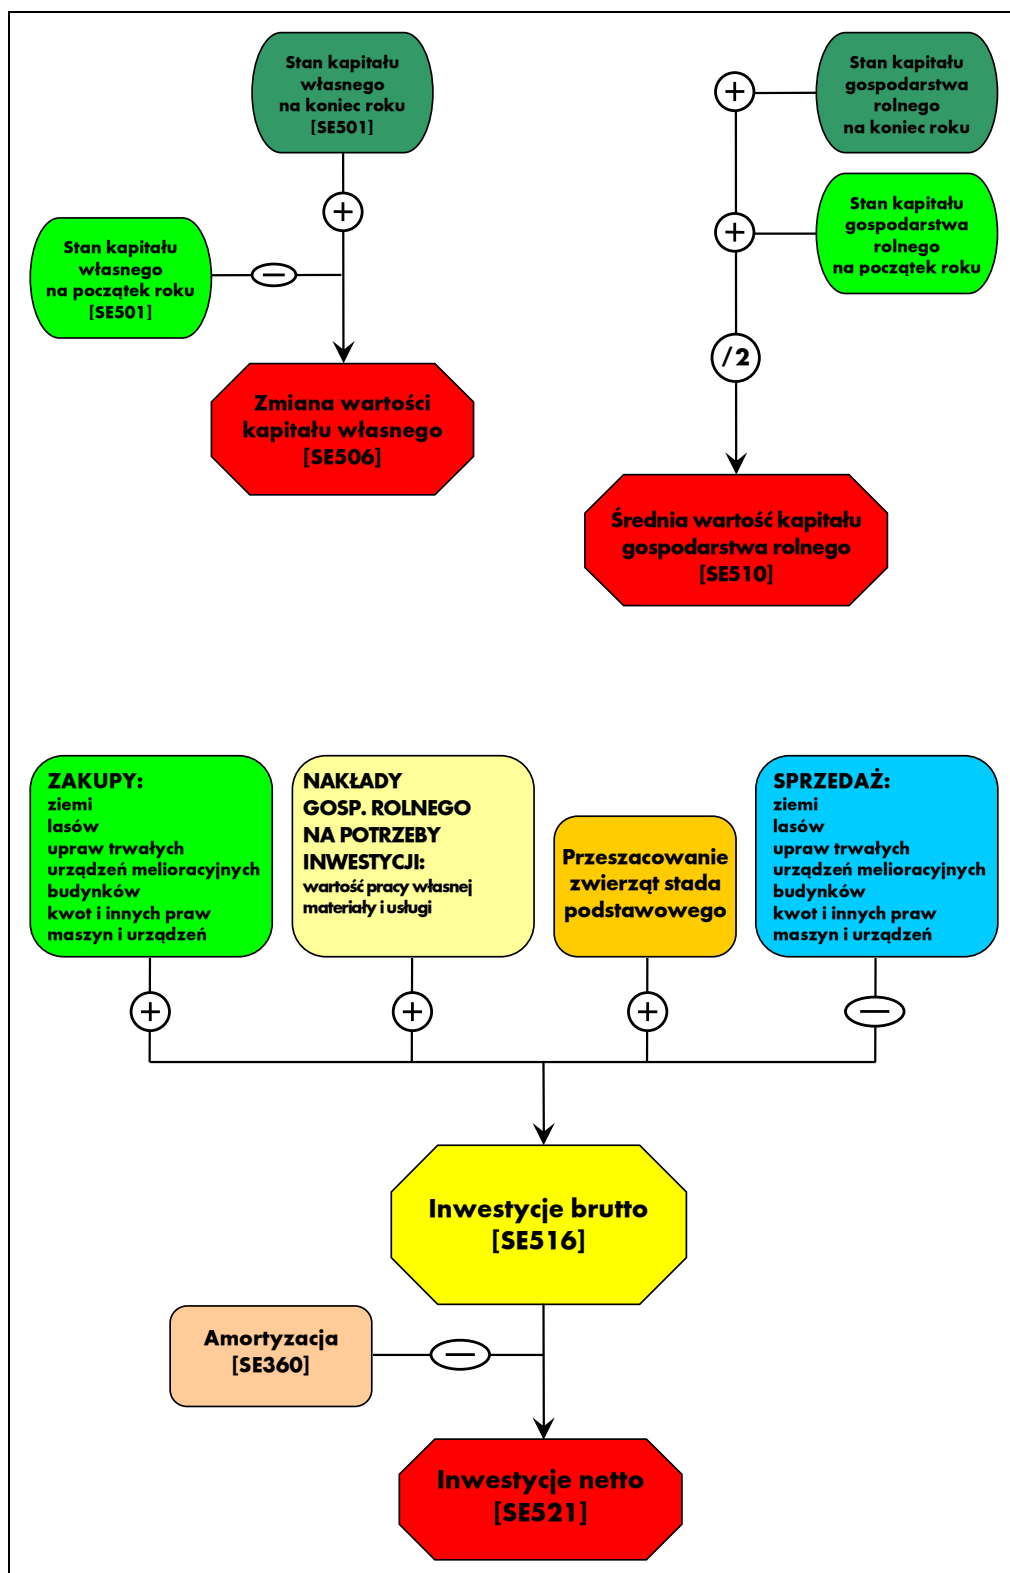 Stan kapitału
własnego
na koniec roku
[SE501]
+
Stan kapitału
własnego
na początek roku
[SE501]
−
Zmiana wartości
kapitału własnego
[SE506]
Stan kapitału
gospodarstwa
rolnego
na koniec roku
+
Stan kapitału
gospodarstwa
rolnego
na początek roku
+
/2
Średnia wartość kapitału
gospodarstwa rolnego
[SE510]
ZAKUPY:
ziemi
lasów
upraw trwałych
urządzeń melioracyjnych
budynków
kwot i innych praw
maszyn i urządzeń
NAKŁADY
GOSP. ROLNEGO
NA POTRZEBY
INWESTYCJI:
wartość pracy własnej
materiały i usługi
Przeszacowanie
zwierząt stada
podstawowego
SPRZEDAŻ:
ziemi
lasów
upraw trwałych
urządzeń melioracyjnych
budynków
kwot i innych praw
maszyn i urządzeń
+
+
+
−
Inwestycje brutto
[SE516]
Amortyzacja
[SE360]
−
Inwestycje netto
[SE521]